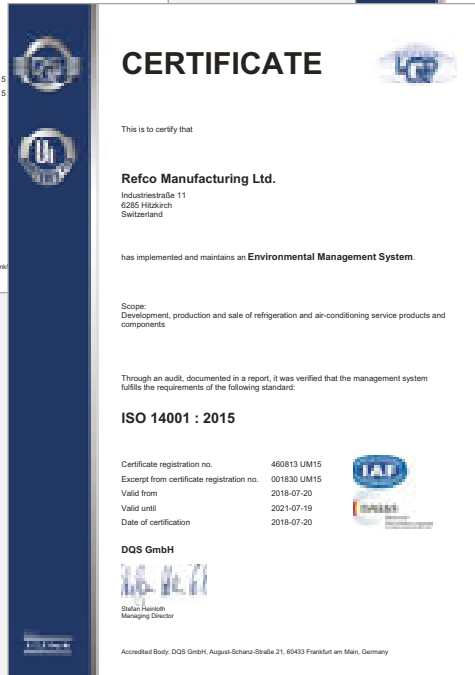 CERTIFICATE
This is to certify that
Refco Manufacturing Ltd.
Industriestraße 11
6285 Hitzkirch
Switzerland
has implemented and maintains an Environmental Management System.
Scope:
Development, production and sale of refrigeration and air-conditioning service products and
components
Through an audit, documented in a report, it was verified that the management system
fulfills the requirements of the following standard:
ISO 14001 : 2015
Certificate registration no. 460813 UM15
Excerpt from certificate registration no. 001830 UM15
Valid from 2018-07-20
Valid until 2021-07-19
Date of certification 2018-07-20
IAF
DQS GmbH
Stefan Heinloth
Managing Director
Accredited Body: DQS GmbH, August-Schanz-Straße 21, 60433 Frankfurt am Main, Germany
5
5